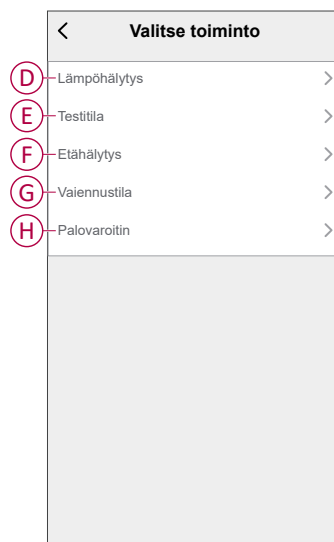 Valitse toiminto
D Lämpöhälytys
E Testitila
F Etähälytys
G Vaiennustila
H Palovaroitin